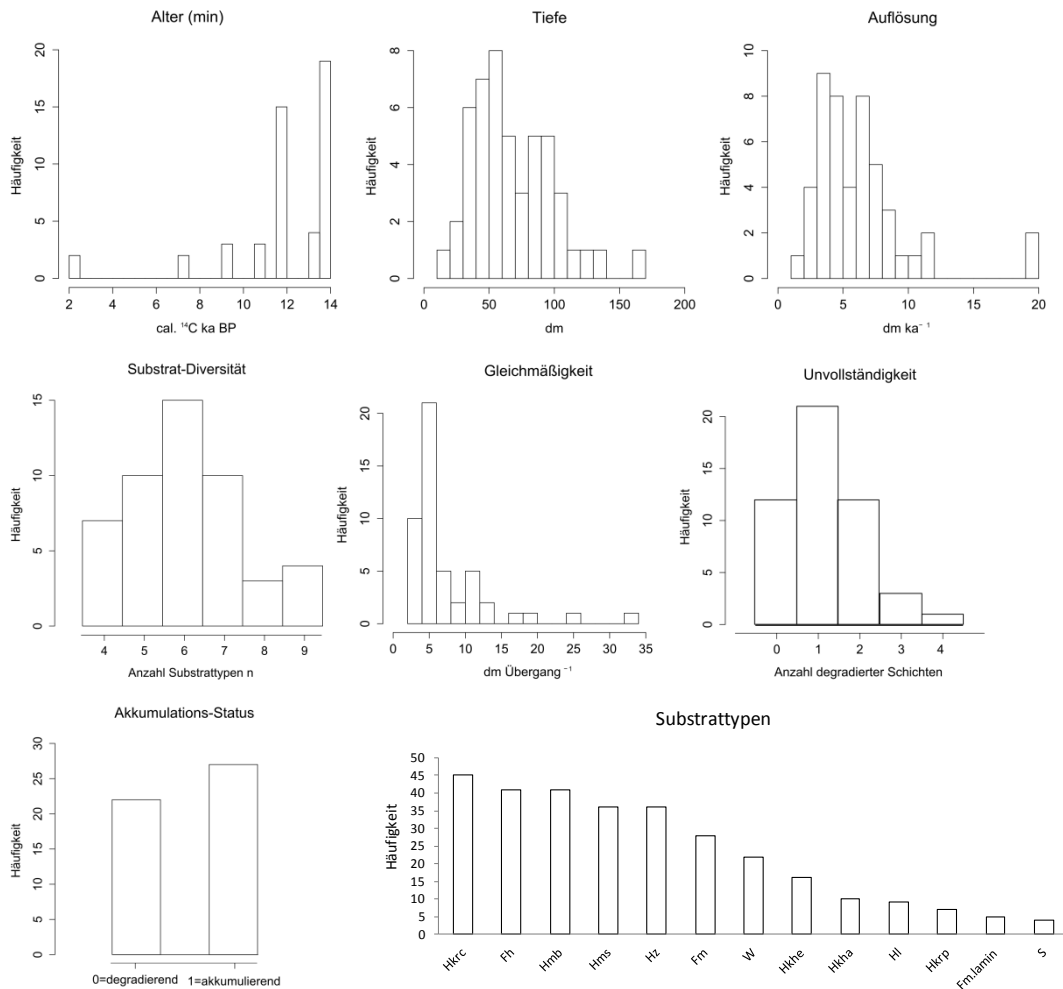 Alter (min)
Häufigkeit
0 5 10 15 20
2 4 6 8 10 12 14
cal. ¹⁴C ka BP
Tiefe
Häufigkeit
0 2 4 6 8
0 50 100 150 200
dm
Auflösung
Häufigkeit
0 2 4 6 8 10
0 5 10 15 20
dm ka⁻¹
Substrat-Diversität
Häufigkeit
0 5 10 15
4 5 6 7 8 9
Anzahl Substrattypen n
Gleichmäßigkeit
Häufigkeit
0 5 10 15 20
0 5 10 15 20 25 30 35
dm Übergang ⁻¹
Unvollständigkeit
Häufigkeit
0 5 10 15 20
0 1 2 3 4
Anzahl degradierter Schichten
Akkumulations-Status
Häufigkeit
0 5 10 15 20 25 30
0=degradierend 1=akkumulierend
Substrattypen
Häufigkeit
50
45
40
35
30
25
20
15
10
5
0
Hkrc Fh Hmb Hms Hz Fm W Hkhe Hkha Hl Hkrp Fm.lamin S